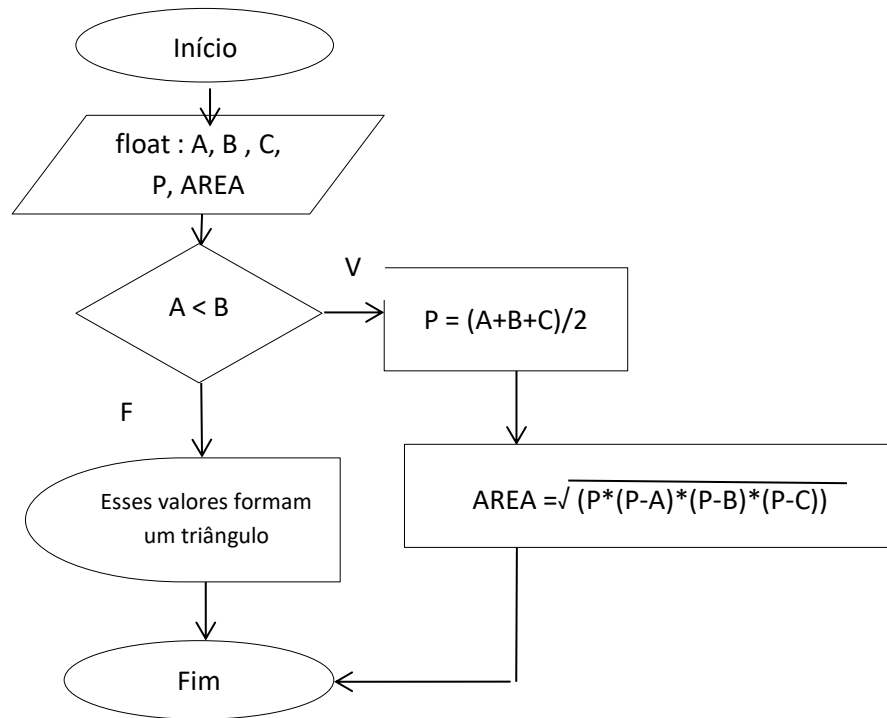 Início
float : A, B , C,
P, AREA
A < B
V
P = (A+B+C)/2
F
Esses valores formam
um triângulo
AREA =√ (P*(P-A)*(P-B)*(P-C))
Fim